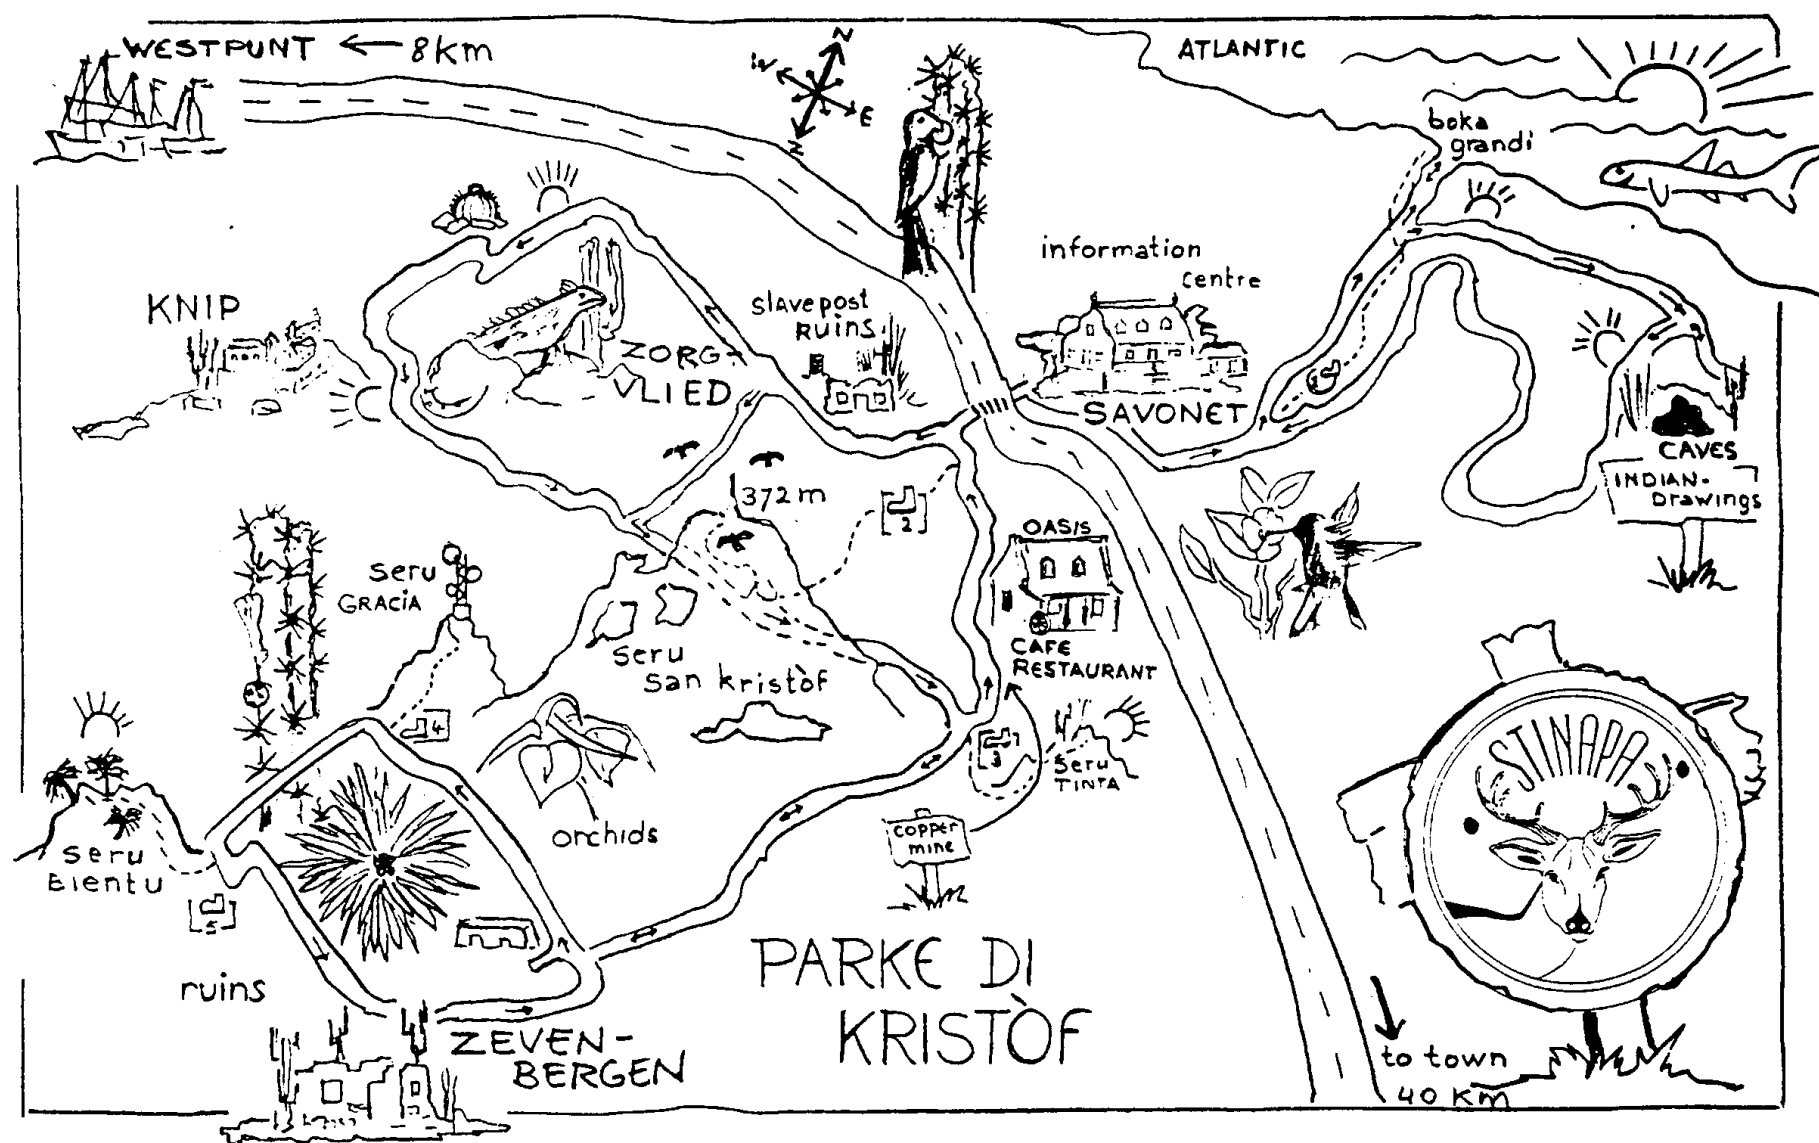 WESTPUNT ← 8km
N
W
E
Z
ATLANTIC
boka
grandi
information
centre
KNIP
slavepost
RUINS
ZORG-
VLIED
SAVONET
1
CAVES
INDIAN-
Drawings
372m
2
OASIS
CAFE
RESTAURANT
seru
GRACIA
4
seru
san kristòf
3
seru
TINTA
STINAPA
orchids
copper
mine
seru
Bientu
5
ruins
ZEVEN-
BERGEN
PARKE DI
KRISTÒF
to town
40 Km